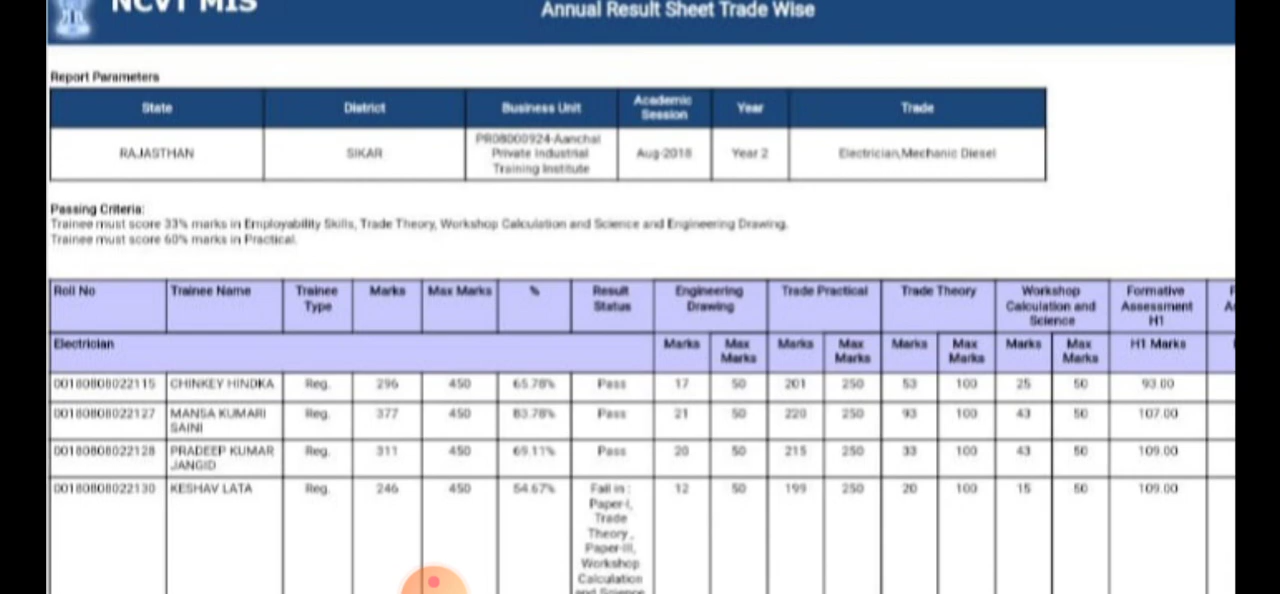 NCVT MIS
Annual Result Sheet Trade Wise
Report Parameters
State District Business Unit Academic Session Year Trade
RAJASTHAN SIKAR PR08000924-Aanchal Private Industrial Training Institute Aug-2018 Year 2 Electrician,Mechanic Diesel
Passing Criteria:
Trainee must score 33% marks in Employability Skills, Trade Theory, Workshop Calculation and Science and Engineering Drawing.
Trainee must score 60% marks in Practical.
Roll No Trainee Name Trainee Type Marks Max Marks % Result Status Engineering Drawing Trade Practical Trade Theory Workshop Calculation and Science Formative Assessment H1
Electrician Marks Max Marks Marks Max Marks Marks Max Marks Marks Max Marks H1 Marks
00180808022115 CHINKEY HINDKA Reg. 296 450 65.78% Pass 17 50 201 250 53 100 25 50 93.00
00180808022127 MANSA KUMARI SAINI Reg. 377 450 83.78% Pass 21 50 220 250 93 100 43 50 107.00
00180808022128 PRADEEP KUMAR JANGID Reg. 311 450 69.11% Pass 20 50 215 250 33 100 43 50 109.00
00180808022130 KESHAV LATA Reg. 246 450 54.67% Fail in : Paper-I, Trade Theory , Paper-III, Workshop Calculation and Science 12 50 199 250 20 100 15 50 109.00